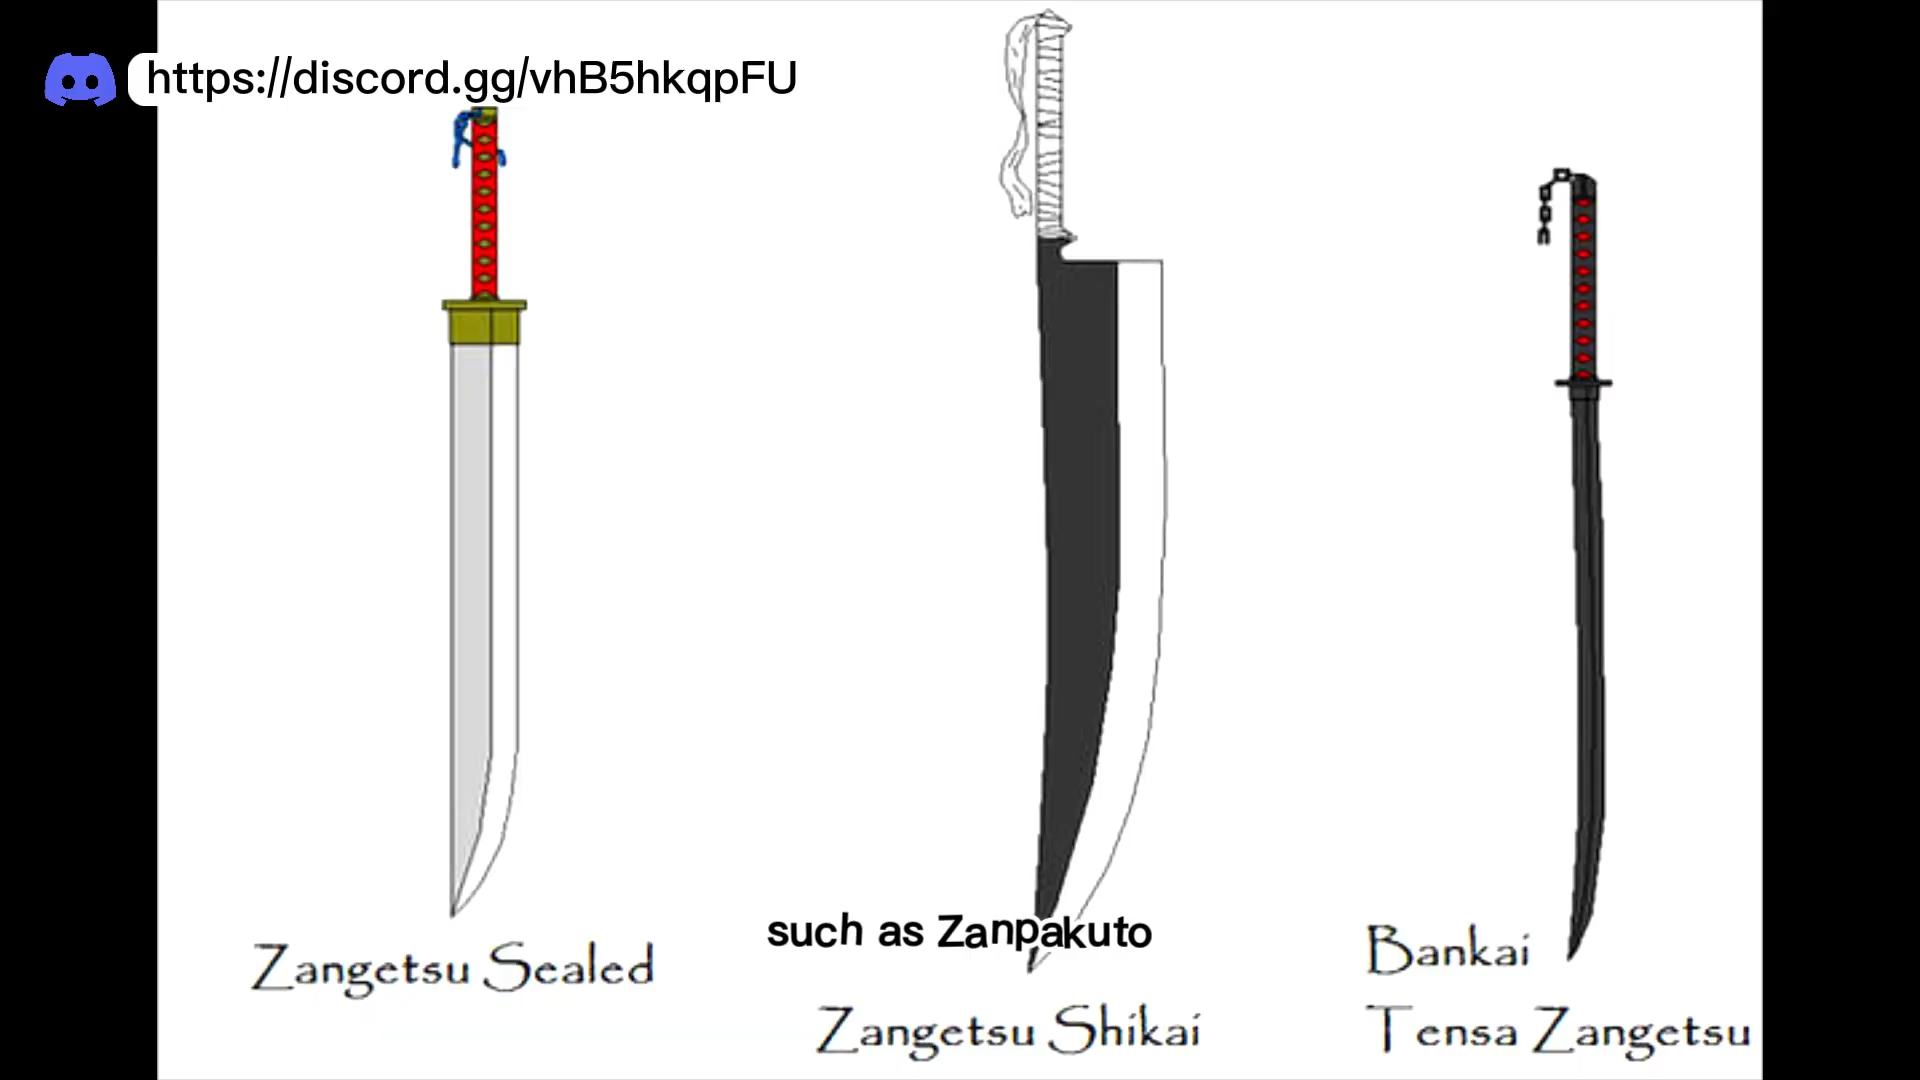 https://discord.gg/vhB5hkqpFU
such as Zanpakuto
Zangetsu Sealed
Zangetsu Shikai
Bankai
Tensa Zangetsu